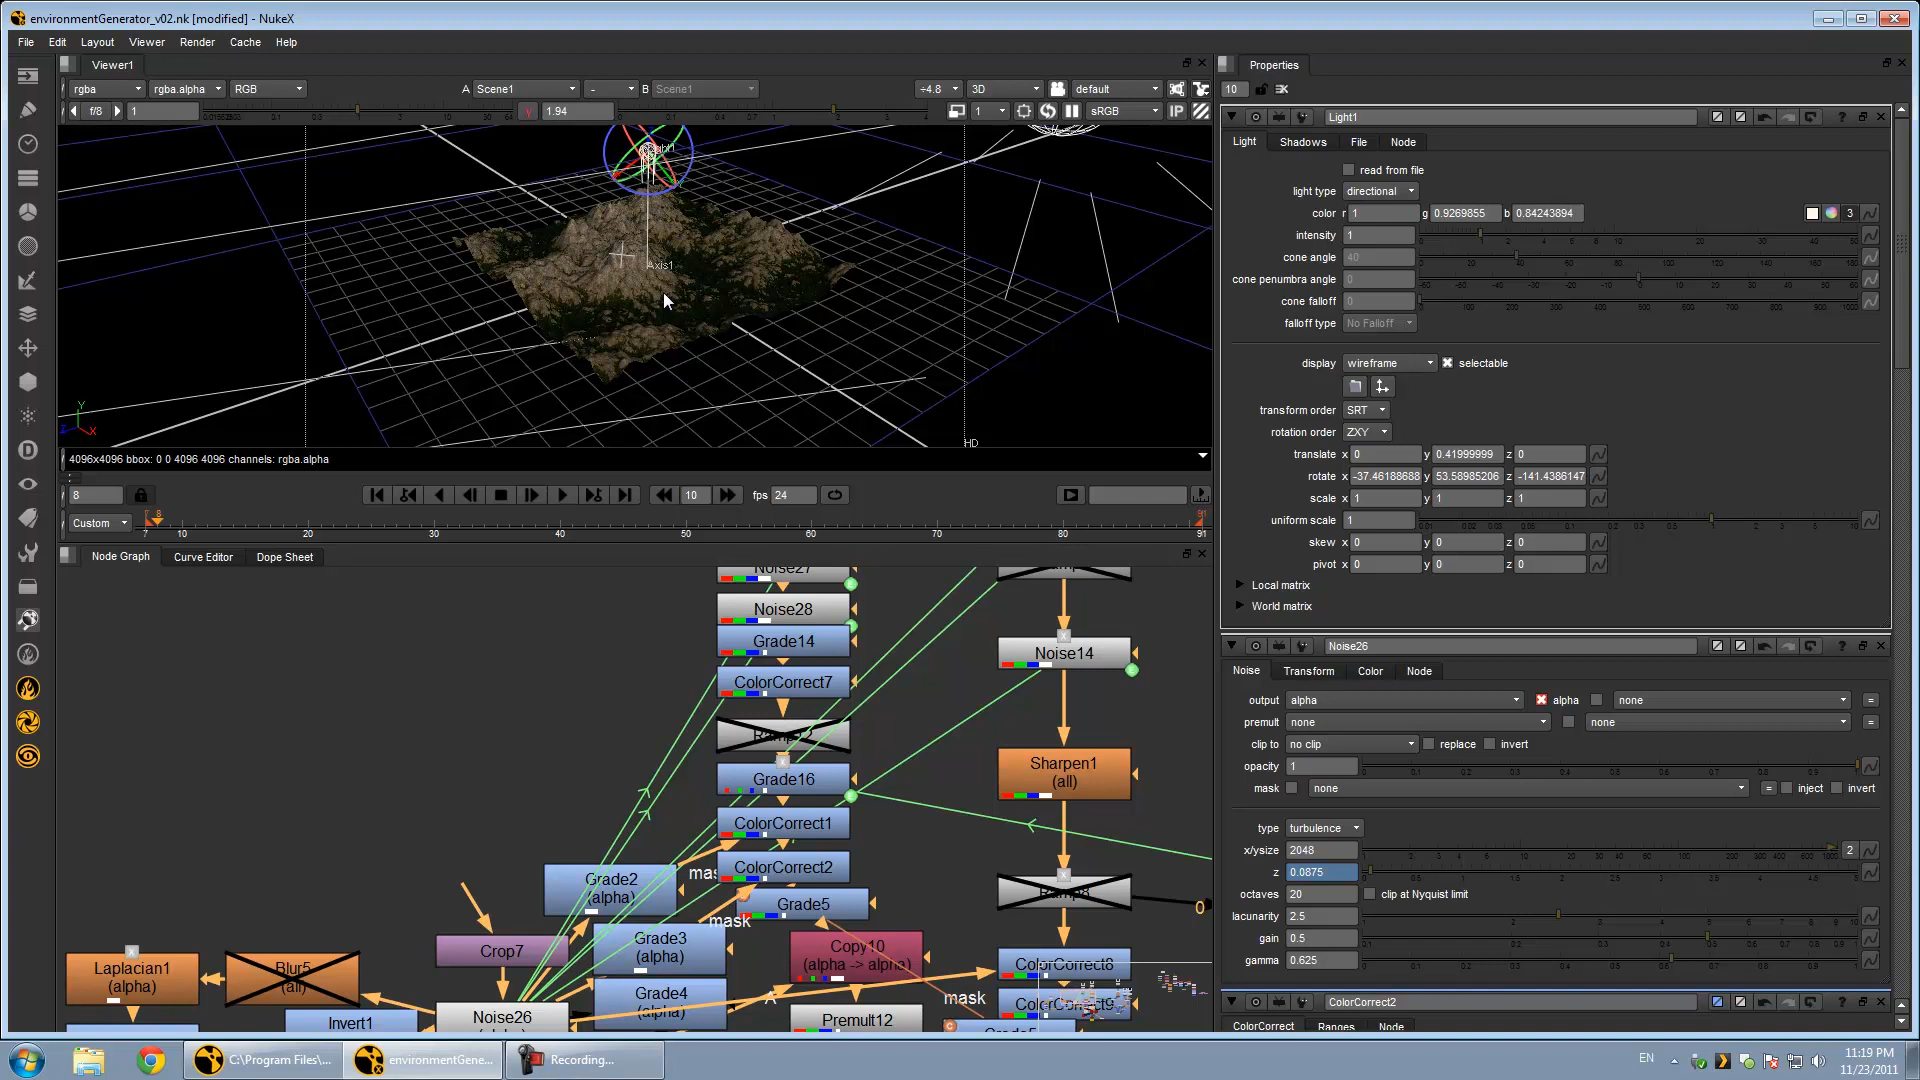 environmentGenerator_v02.nk [modified] - NukeX
File Edit Layout Viewer Render Cache Help
Viewer1
rgba rgba.alpha RGB A Scene1 - B Scene1 ÷4.8 3D default
f/8 1 1.94 1 sRGB IP
Axis1
HD
4096x4096 bbox: 0 0 4096 4096 channels: rgba.alpha
8 10 fps 24
Custom 7 8 10 20 30 40 50 60 70 80 91
Node Graph Curve Editor Dope Sheet
Noise27
Noise28
Grade14
ColorCorrect7
Grade16
ColorCorrect1
ColorCorrect2
Grade5
Noise14
Sharpen1
(all)
Grade2
(alpha)
mask
Crop7
Grade3
(alpha)
Copy10
(alpha -> alpha)
ColorCorrect8
Laplacian1
(alpha)
Blur5
(all)
Grade4
(alpha)
A
mask
ColorCorrect9
Noise26
Invert1
Premult12
Properties
10
Light1
Light Shadows File Node
read from file
light type directional
color r 1 g 0.9269855 b 0.84243894 3
intensity 1
cone angle 40
cone penumbra angle 0
cone falloff 0
falloff type No Falloff
display wireframe selectable
transform order SRT
rotation order ZXY
translate x 0 y 0.41999999 z 0
rotate x -37.46188688 y 53.58985206 z -141.4386147
scale x 1 y 1 z 1
uniform scale 1
skew x 0 y 0 z 0
pivot x 0 y 0 z 0
Local matrix
World matrix
Noise26
Noise Transform Color Node
output alpha alpha none =
premult none none =
clip to no clip replace invert
opacity 1
mask none = inject invert
type turbulence
x/ysize 2048 2
z 0.0875
octaves 20 clip at Nyquist limit
lacunarity 2.5
gain 0.5
gamma 0.625
ColorCorrect2
ColorCorrect Ranges Node
C:\Program Files\... environmentGene... Recording...
EN 11:19 PM
11/23/2011